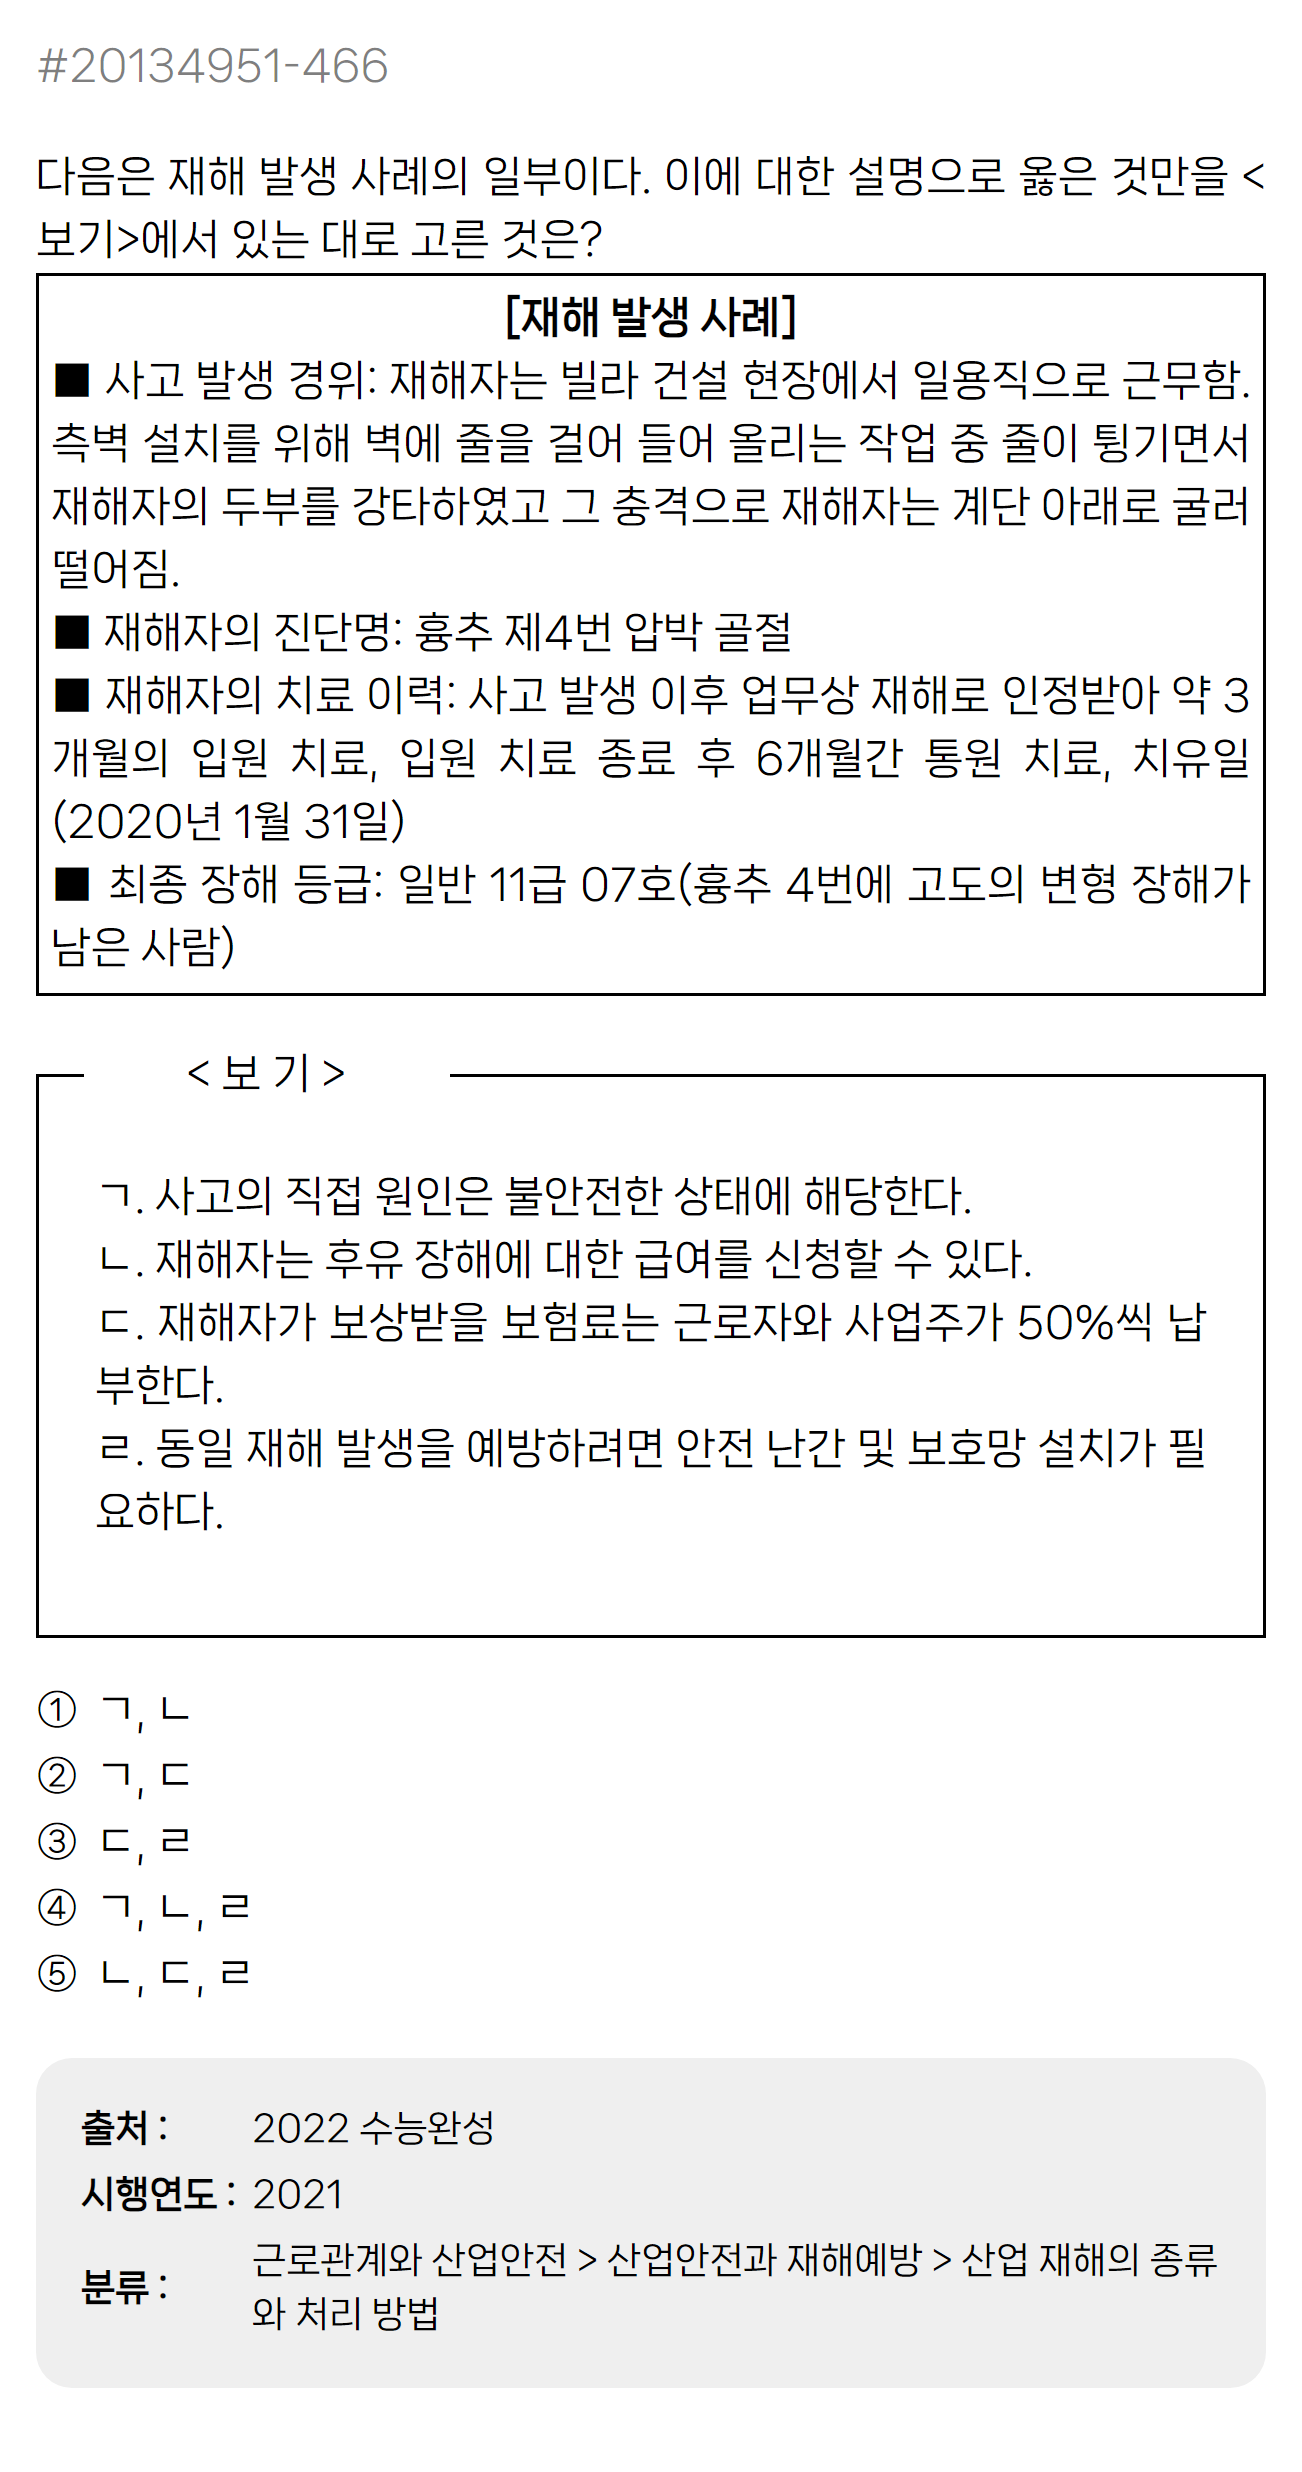 #20134951-466
다음은 재해 발생 사례의 일부이다. 이에 대한 설명으로 옳은 것만을 <
보기>에서 있는 대로 고른 것은?
[재해 발생 사례]
■ 사고 발생 경위: 재해자는 빌라 건설 현장에서 일용직으로 근무함.
측벽 설치를 위해 벽에 줄을 걸어 들어 올리는 작업 중 줄이 튕기면서
재해자의 두부를 강타하였고 그 충격으로 재해자는 계단 아래로 굴러
떨어짐.
■ 재해자의 진단명: 흉추 제4번 압박 골절
■ 재해자의 치료 이력: 사고 발생 이후 업무상 재해로 인정받아 약 3
개월의 입원 치료, 입원 치료 종료 후 6개월간 통원 치료, 치유일
(2020년 1월 31일)
■ 최종 장해 등급: 일반 11급 07호(흉추 4번에 고도의 변형 장해가
남은 사람)
< 보 기 >
ㄱ. 사고의 직접 원인은 불안전한 상태에 해당한다.
ㄴ. 재해자는 후유 장해에 대한 급여를 신청할 수 있다.
ㄷ. 재해자가 보상받을 보험료는 근로자와 사업주가 50%씩 납
부한다.
ㄹ. 동일 재해 발생을 예방하려면 안전 난간 및 보호망 설치가 필
요하다.
① ㄱ, ㄴ
② ㄱ, ㄷ
③ ㄷ, ㄹ
④ ㄱ, ㄴ, ㄹ
⑤ ㄴ, ㄷ, ㄹ
출처 : 2022 수능완성
시행연도 : 2021
분류 : 근로관계와 산업안전 > 산업안전과 재해예방 > 산업 재해의 종류
와 처리 방법